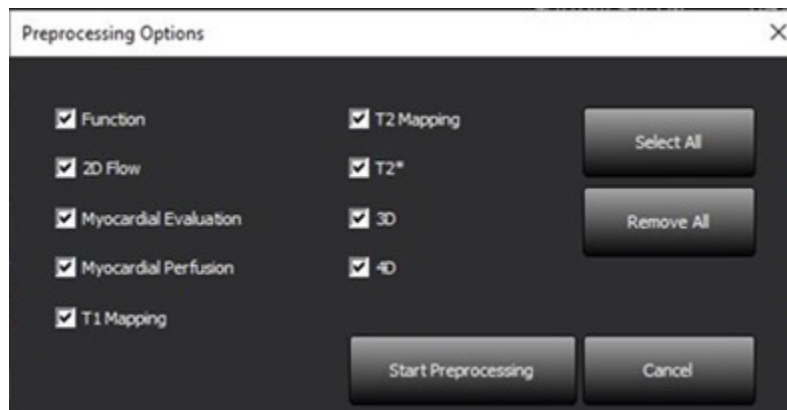 Preprocessing Options
Function
2D Flow
Myocardial Evaluation
Myocardial Perfusion
T1 Mapping
T2 Mapping
T2*
3D
4D
Select All
Remove All
Start Preprocessing
Cancel